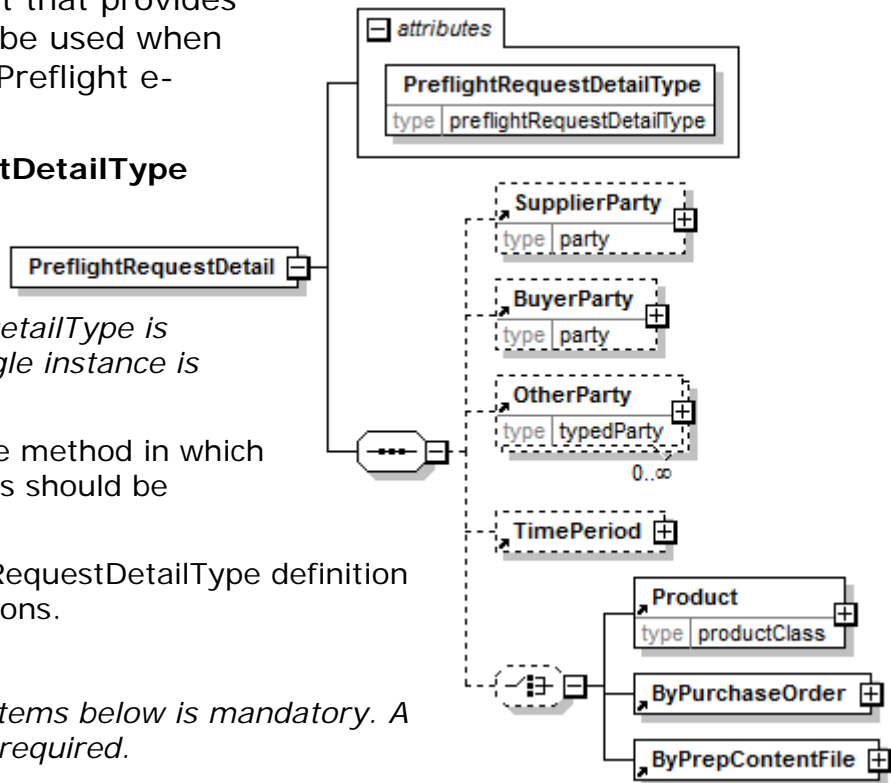 t that provides
be used when
Preflight e-
tDetailType
etailType is
gle instance is
e method in which
s should be
RequestDetailType definition
ons.
tems below is mandatory. A
required.
PreflightRequestDetail
attributes
PreflightRequestDetailType
type preflightRequestDetailType
SupplierParty
type party
BuyerParty
type party
OtherParty
type typedParty
0..∞
TimePeriod
Product
type productClass
ByPurchaseOrder
ByPrepContentFile